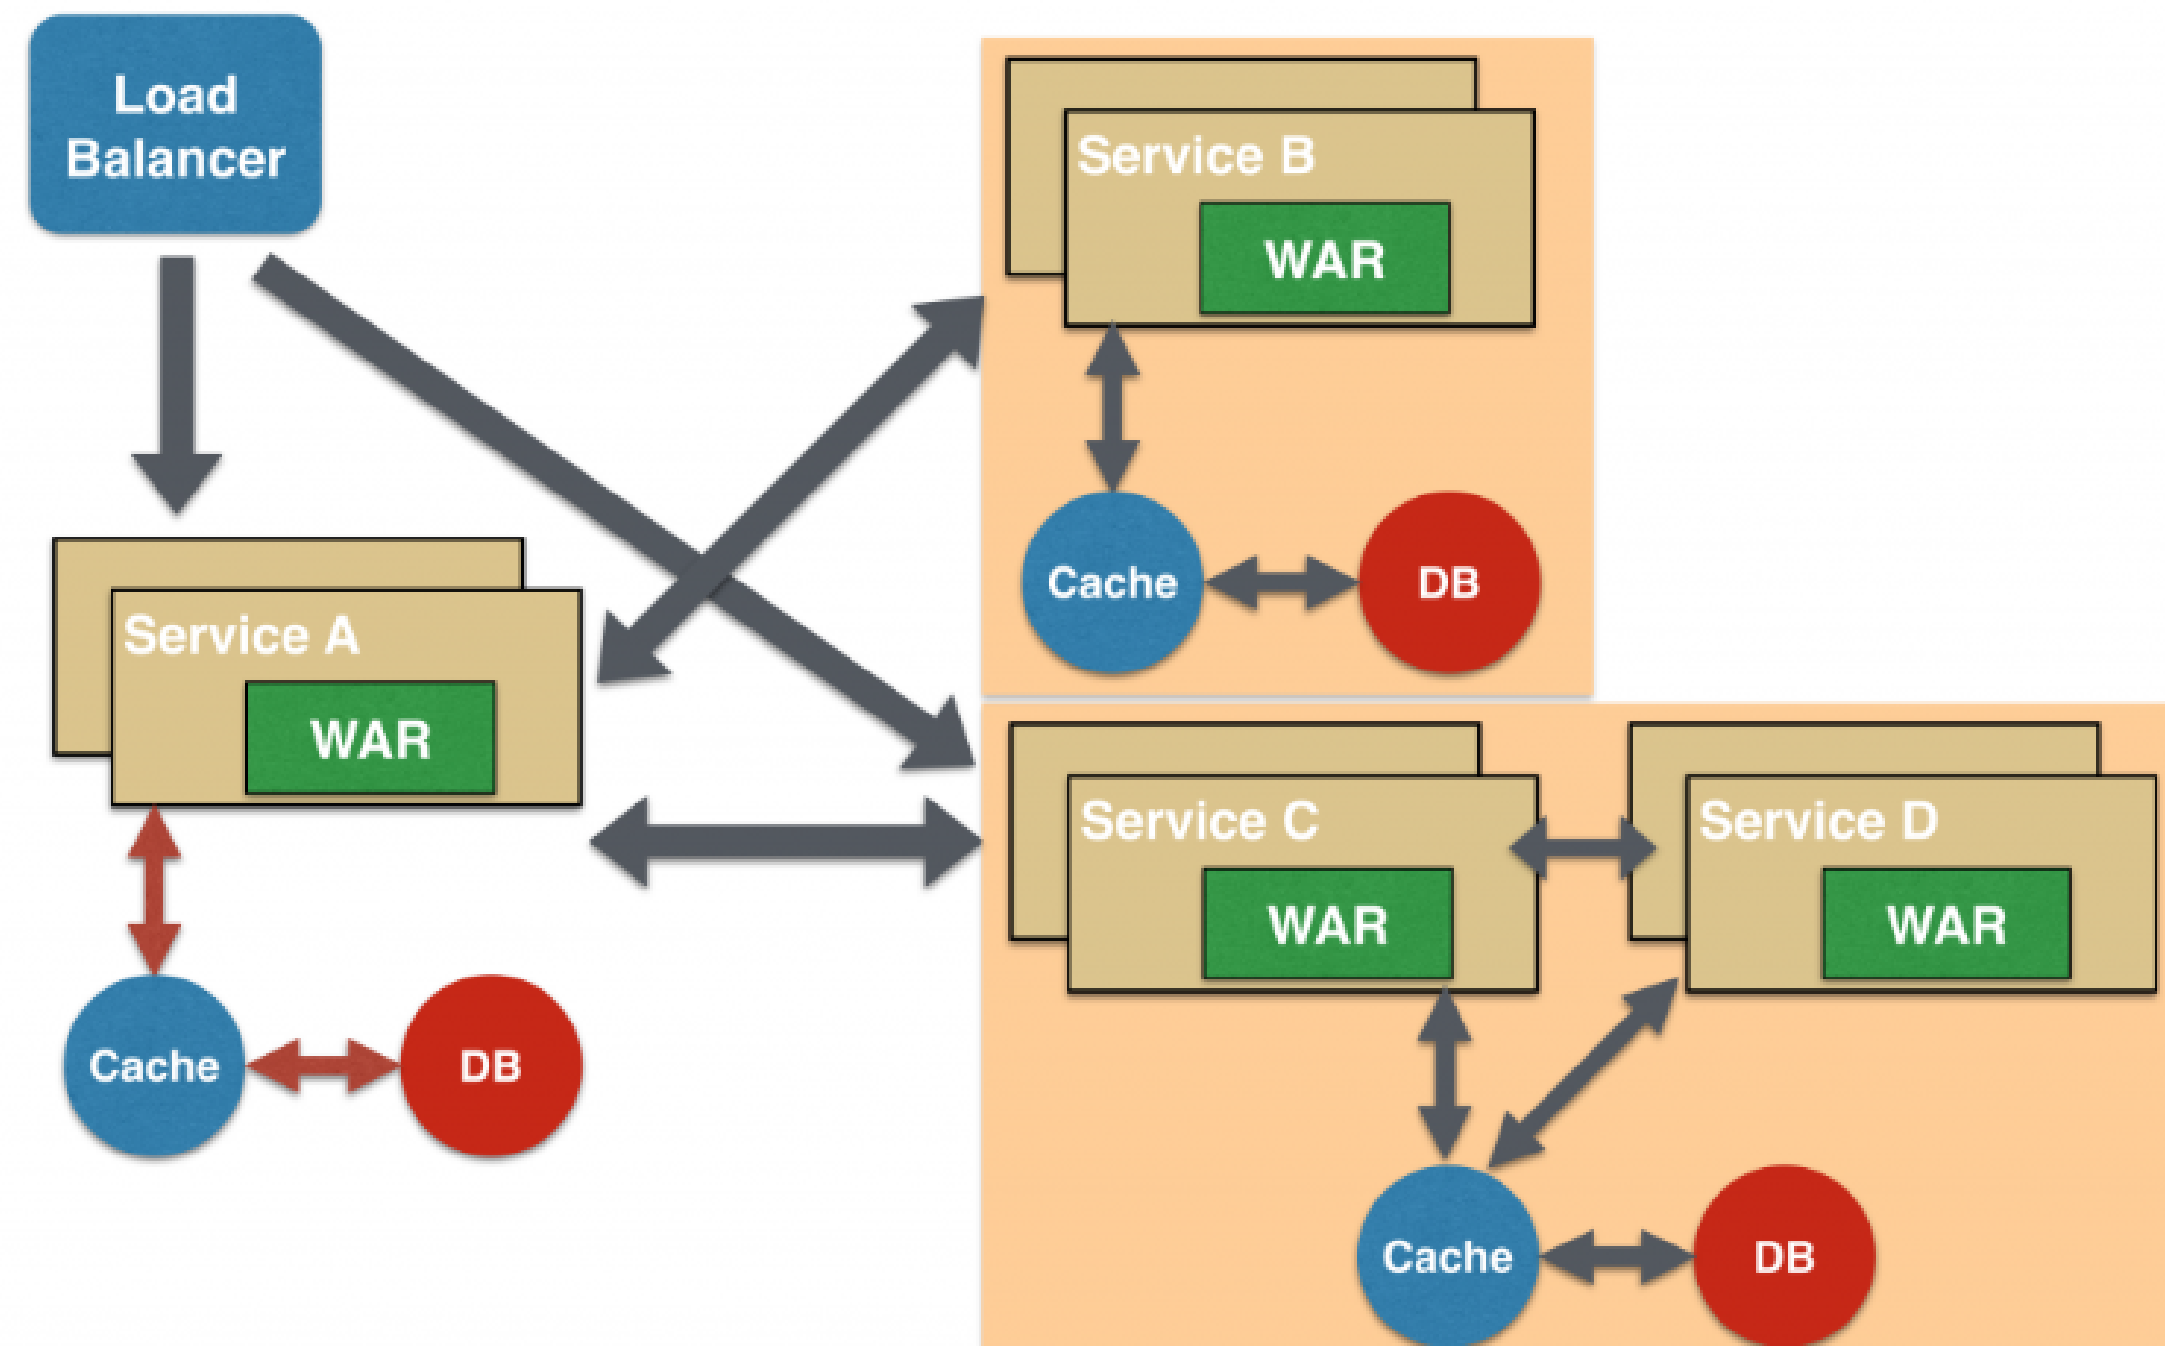 Load
Balancer
Service B
WAR
Cache
DB
Service A
WAR
Cache
DB
Service C
WAR
Service D
WAR
Cache
DB